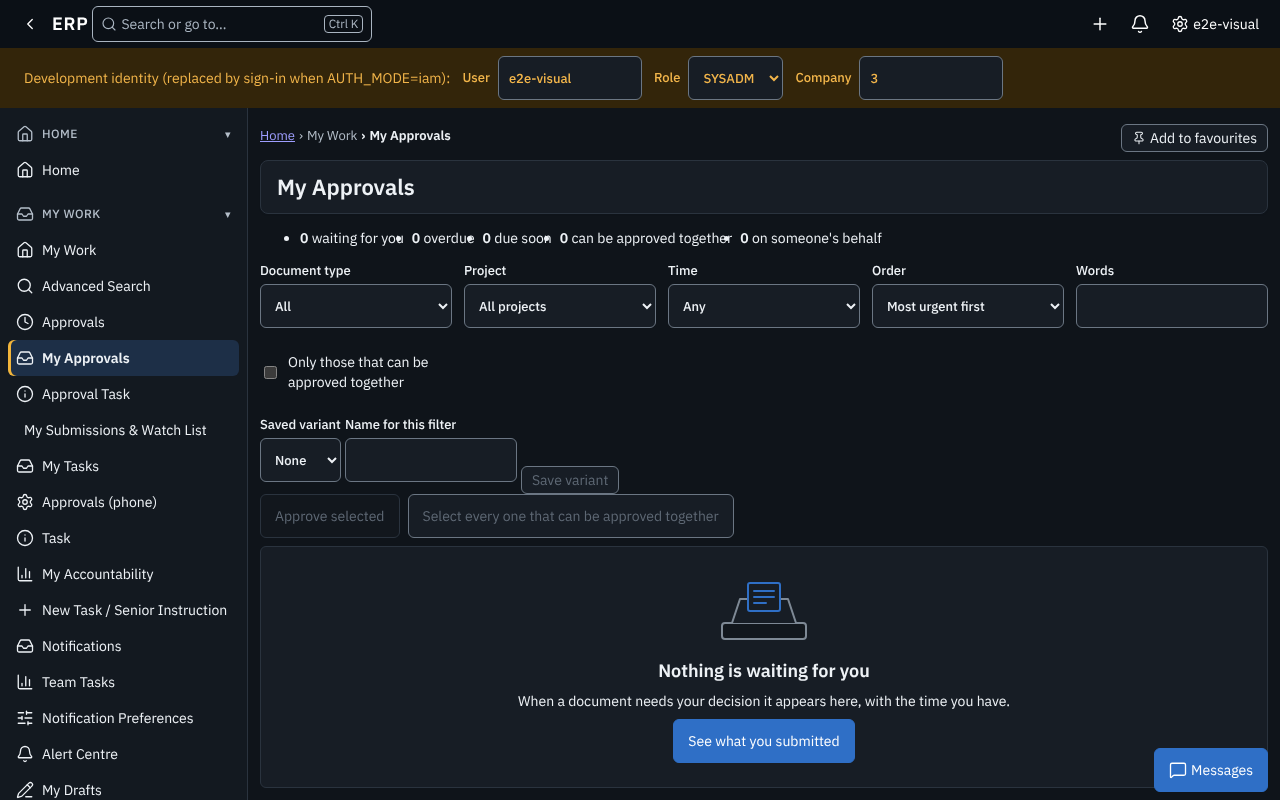 ERP
Search or go to...
Ctrl K
e2e-visual
Development identity (replaced by sign-in when AUTH_MODE=iam):
User
e2e-visual
Role
SYSADM
Company
3
HOME
Home
MY WORK
My Work
Advanced Search
Approvals
My Approvals
Approval Task
My Submissions & Watch List
My Tasks
Approvals (phone)
Task
My Accountability
New Task / Senior Instruction
Notifications
Team Tasks
Notification Preferences
Alert Centre
My Drafts
Home › My Work › My Approvals
Add to favourites
My Approvals
• 0 waiting for you • 0 overdue • 0 due soon • 0 can be approved together • 0 on someone's behalf
Document type
All
Project
All projects
Time
Any
Order
Most urgent first
Words
Only those that can be
approved together
Saved variant
None
Name for this filter
Save variant
Approve selected
Select every one that can be approved together
Nothing is waiting for you
When a document needs your decision it appears here, with the time you have.
See what you submitted
Messages